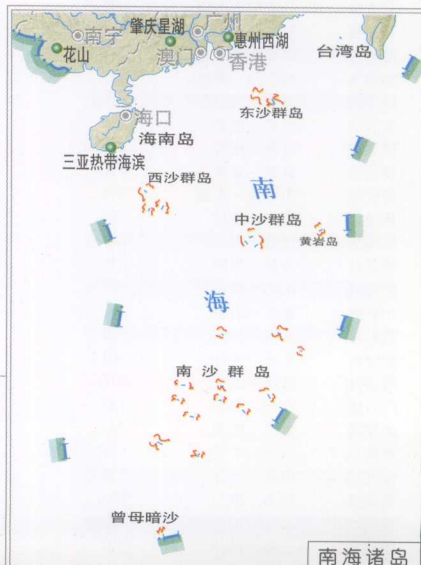 肇庆星湖
广州
南宁
惠州西湖
花山
澳门
香港
台湾岛
东沙群岛
海口
海南岛
三亚热带海滨
西沙群岛
南
中沙群岛
黄岩岛
海
南沙群岛
曾母暗沙
南海诸岛